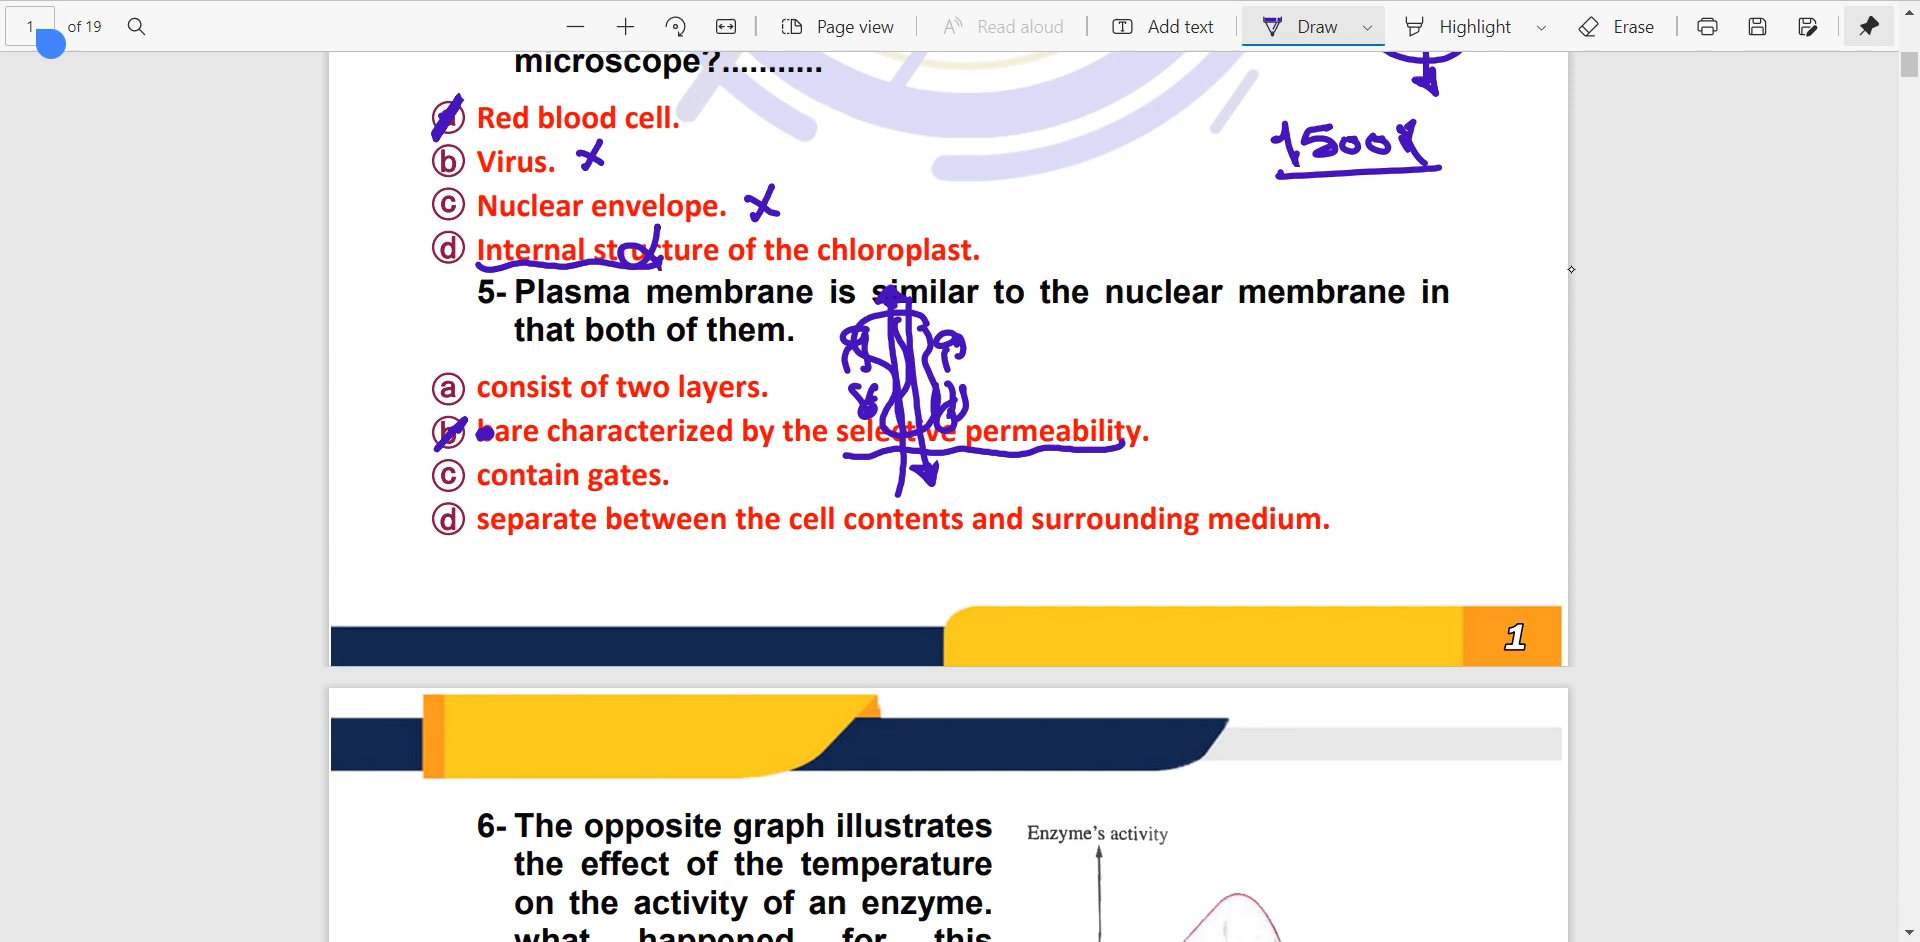 1 of 19 Page view Read aloud Add text Draw Highlight Erase
microscope?...........
a Red blood cell.
b Virus. x
1500X
c Nuclear envelope. x
d Internal structure of the chloroplast.
5- Plasma membrane is similar to the nuclear membrane in
that both of them.
a consist of two layers.
b are characterized by the selective permeability.
c contain gates.
d separate between the cell contents and surrounding medium.
1
6- The opposite graph illustrates
the effect of the temperature
on the activity of an enzyme.
what happened for this
Enzyme's activity